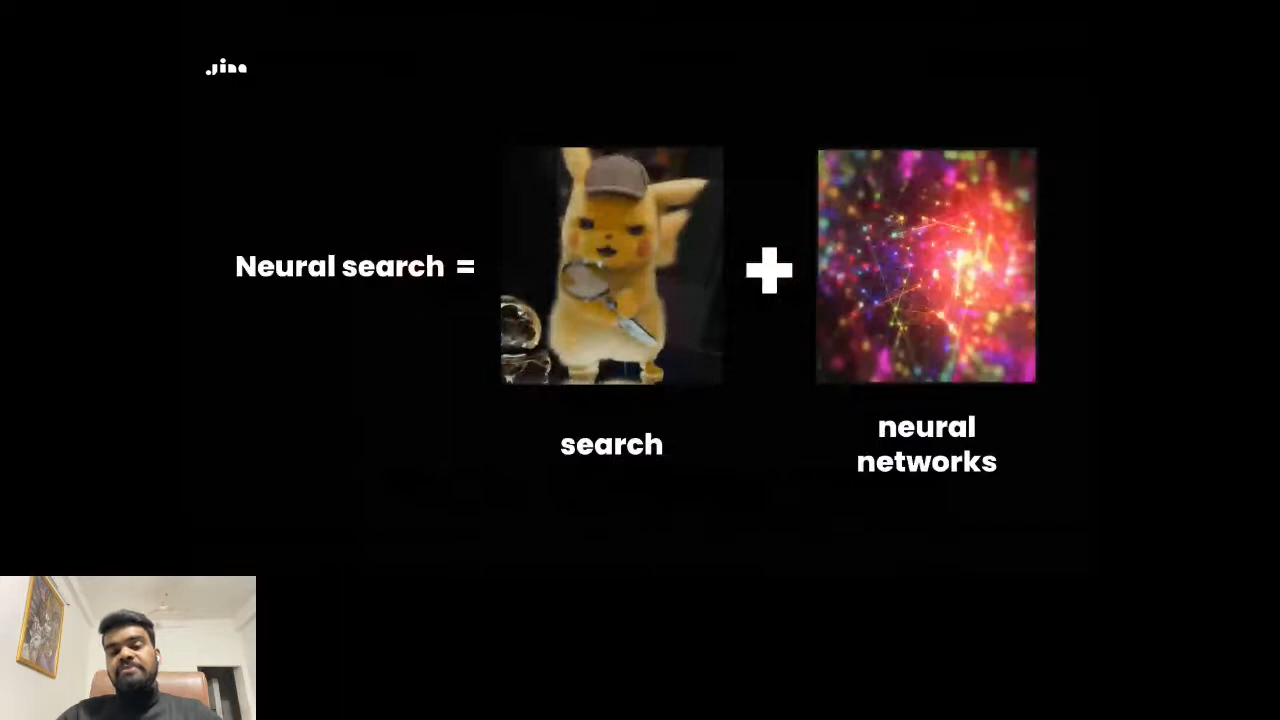 Jina
Neural search =
search
neural
networks